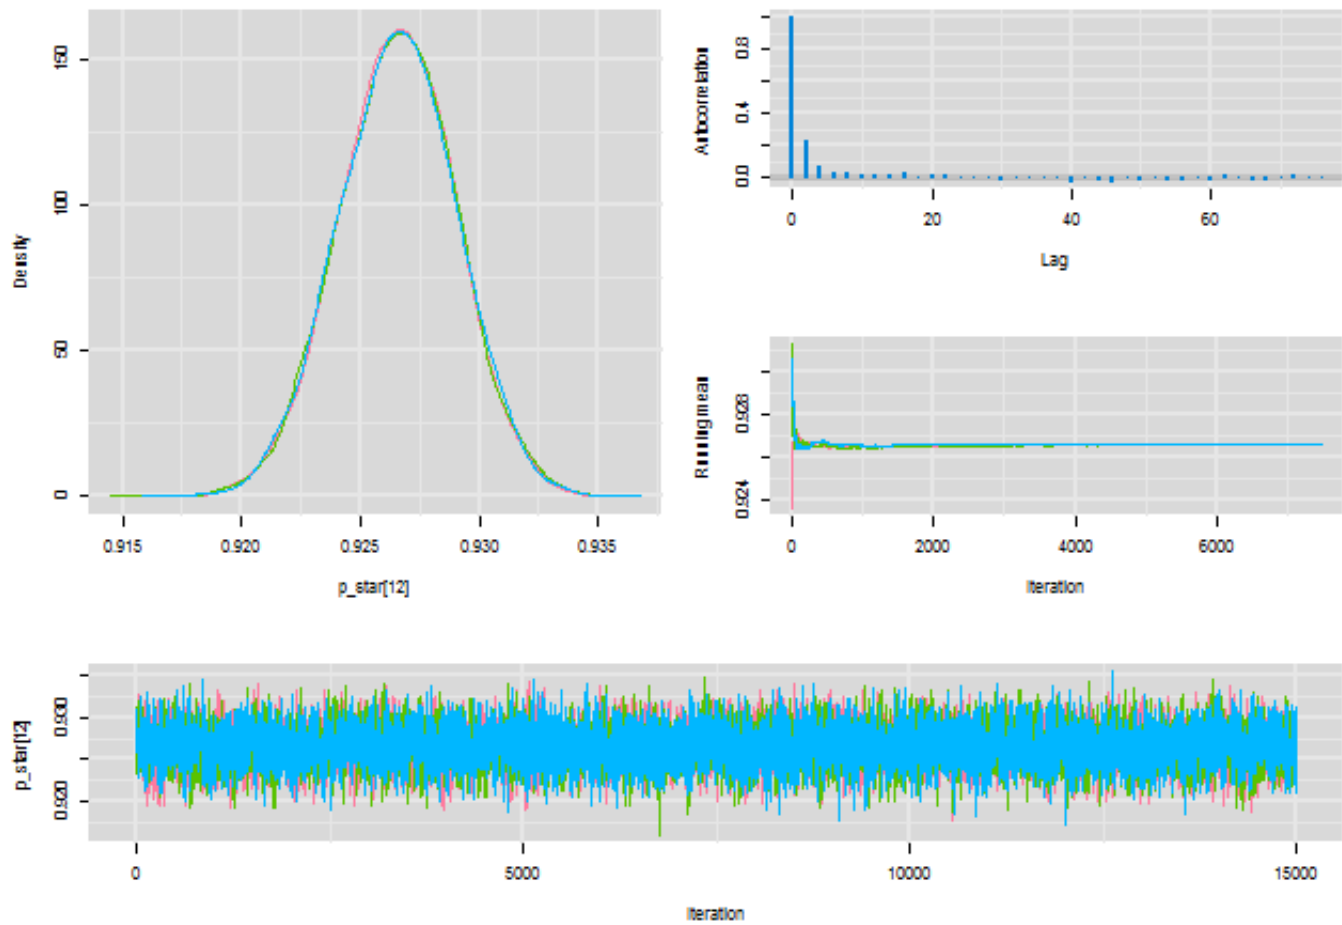 150
100
50
0
Density
0.915 0.920 0.925 0.930 0.935
p_star[12]
0.8
0.4
0.0
Autocorrelation
0 20 40 60
Lag
0.928
0.924
Running mean
0 2000 4000 6000
Iteration
0.930
0.920
p_star[12]
0 5000 10000 15000
Iteration